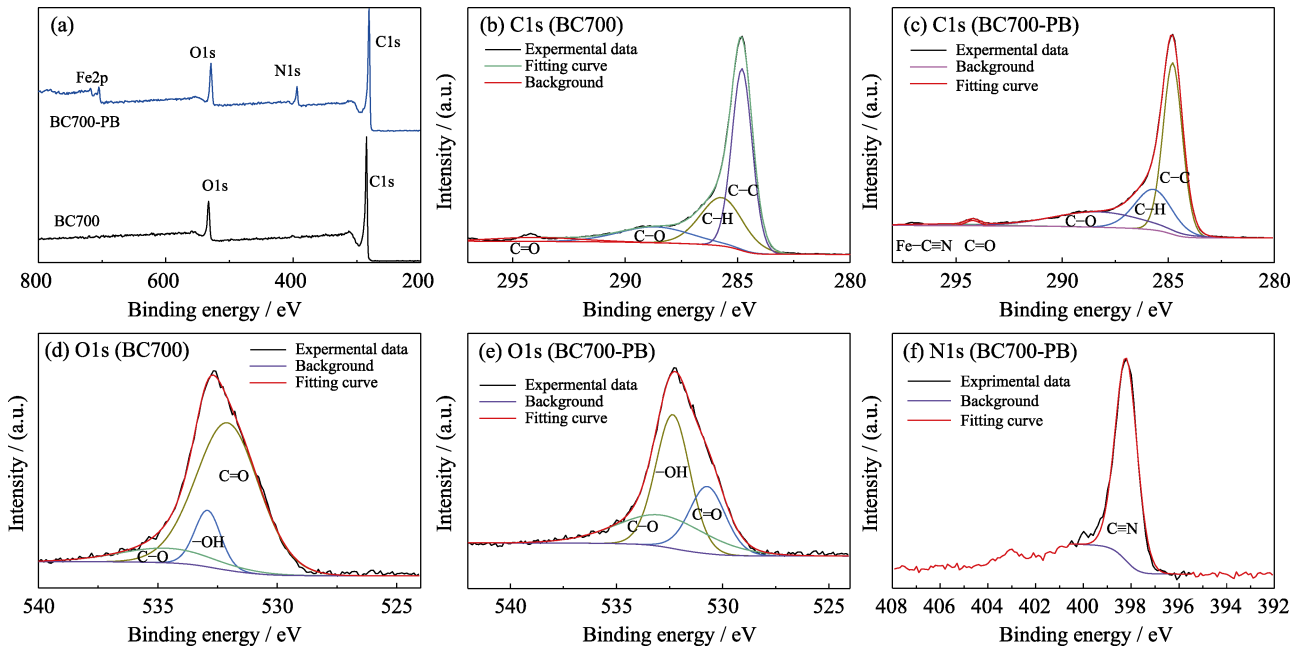 (a)
C1s
O1s
N1s
Fe2p
BC700-PB
O1s
C1s
BC700
800 600 400 200
Binding energy / eV
(b) C1s (BC700)
Expermental data
Fitting curve
Background
C−C
C−H
C−O
C=O
295 290 285 280
Binding energy / eV
Intensity / (a.u.)
(c) C1s (BC700-PB)
Expermental data
Background
Fitting curve
C−C
C−H
C−O
Fe−C≡N C=O
295 290 285 280
Binding energy / eV
Intensity / (a.u.)
(d) O1s (BC700)
Expermental data
Background
Fitting curve
C=O
−OH
C−O
540 535 530 525
Binding energy / eV
Intensity / (a.u.)
(e) O1s (BC700-PB)
Expermental data
Background
Fitting curve
−OH
C=O
C−O
540 535 530 525
Binding energy / eV
Intensity / (a.u.)
(f) N1s (BC700-PB)
Exprimental data
Background
Fitting curve
C≡N
408 406 404 402 400 398 396 394 392
Binding energy / eV
Intensity / (a.u.)